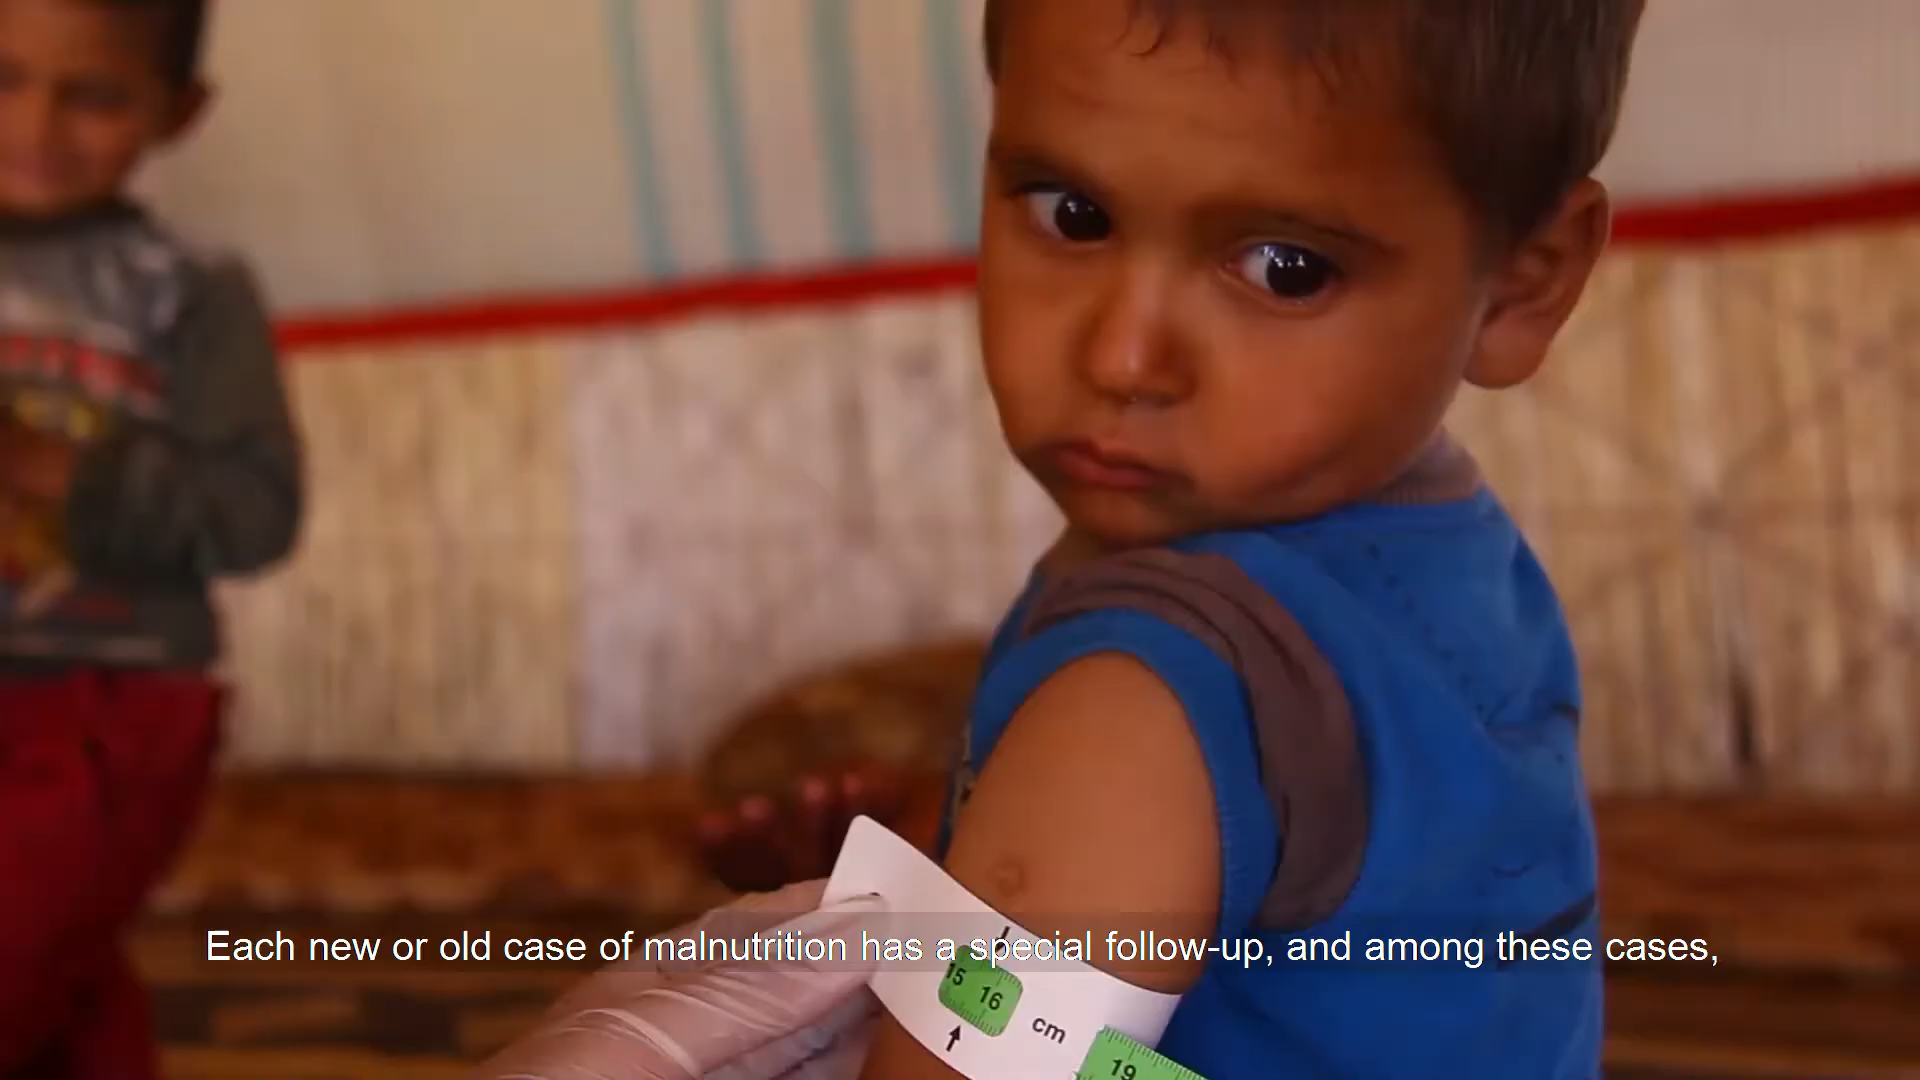 Each new or old case of malnutrition has a special follow-up, and among these cases,
15 16
cm
19